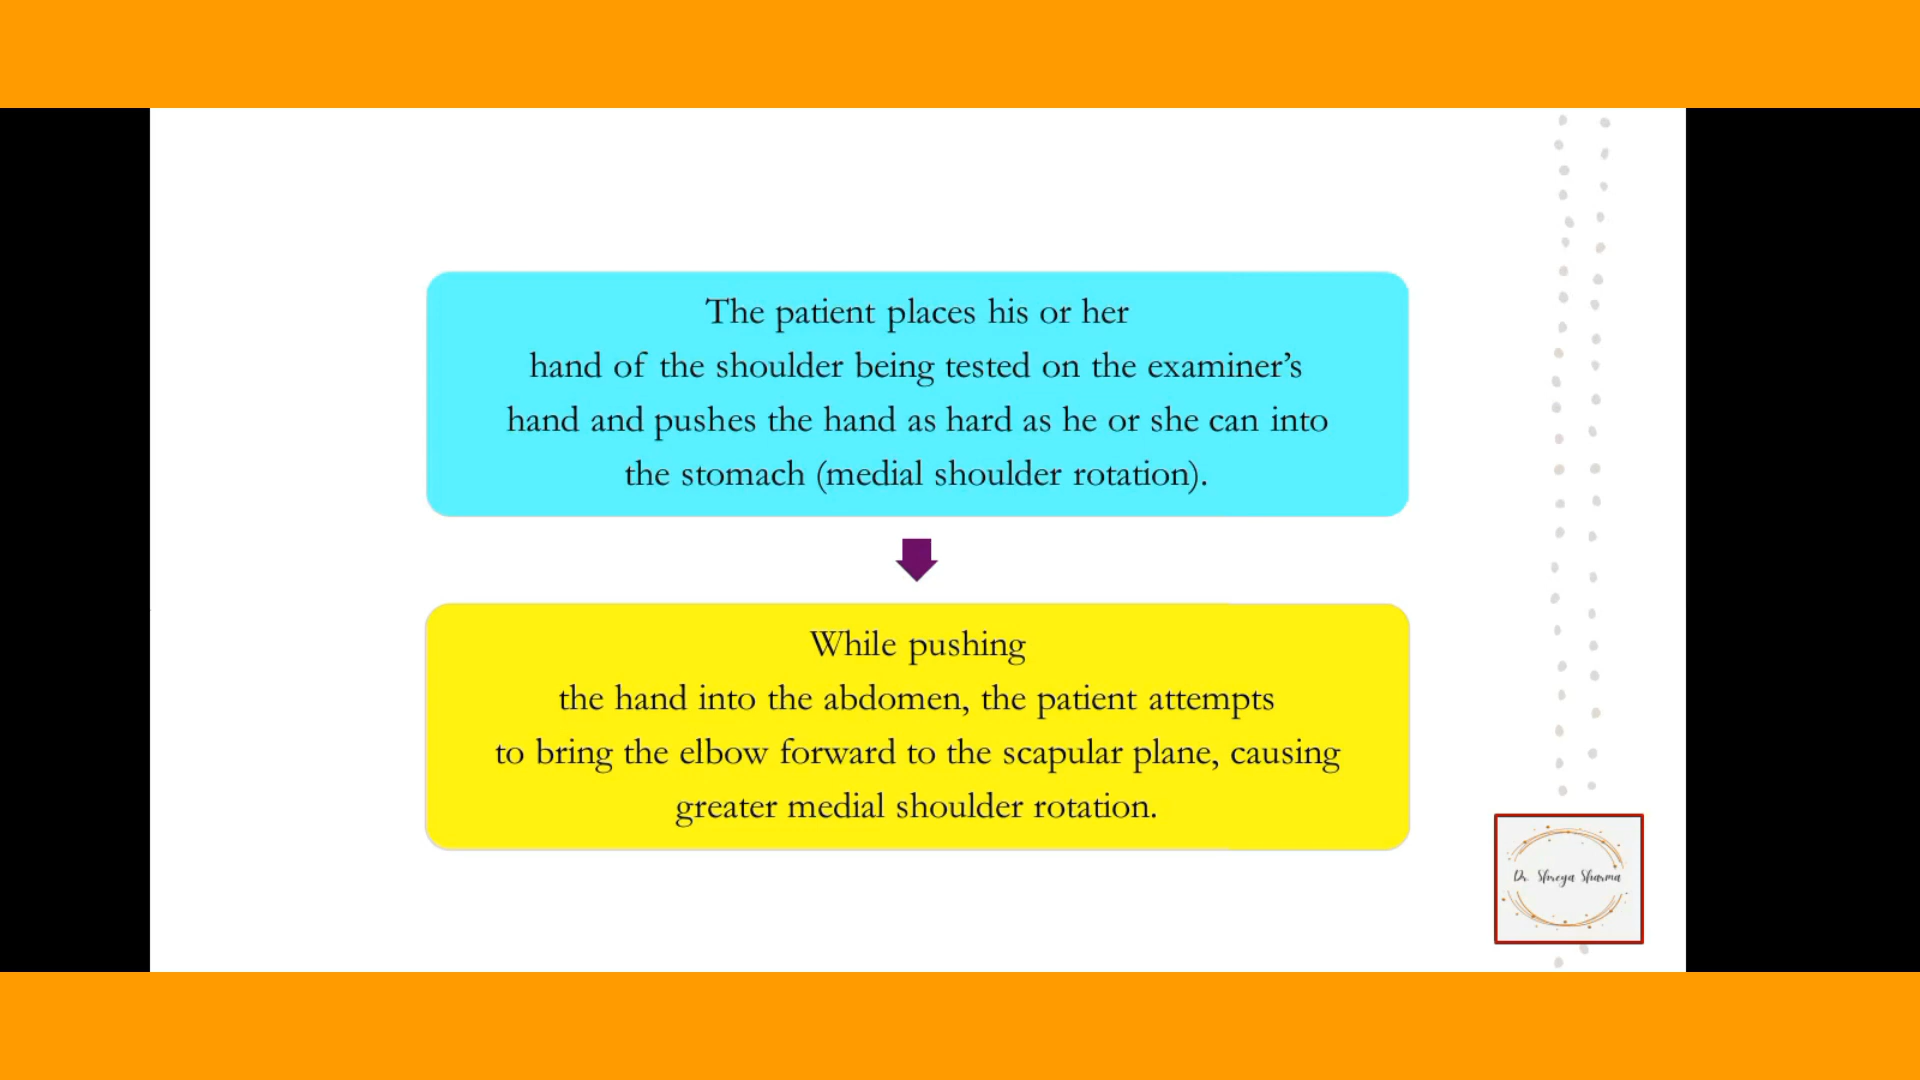 The patient places his or her
hand of the shoulder being tested on the examiner’s
hand and pushes the hand as hard as he or she can into
the stomach (medial shoulder rotation).
While pushing
the hand into the abdomen, the patient attempts
to bring the elbow forward to the scapular plane, causing
greater medial shoulder rotation.
Dr. Shreya Sharma